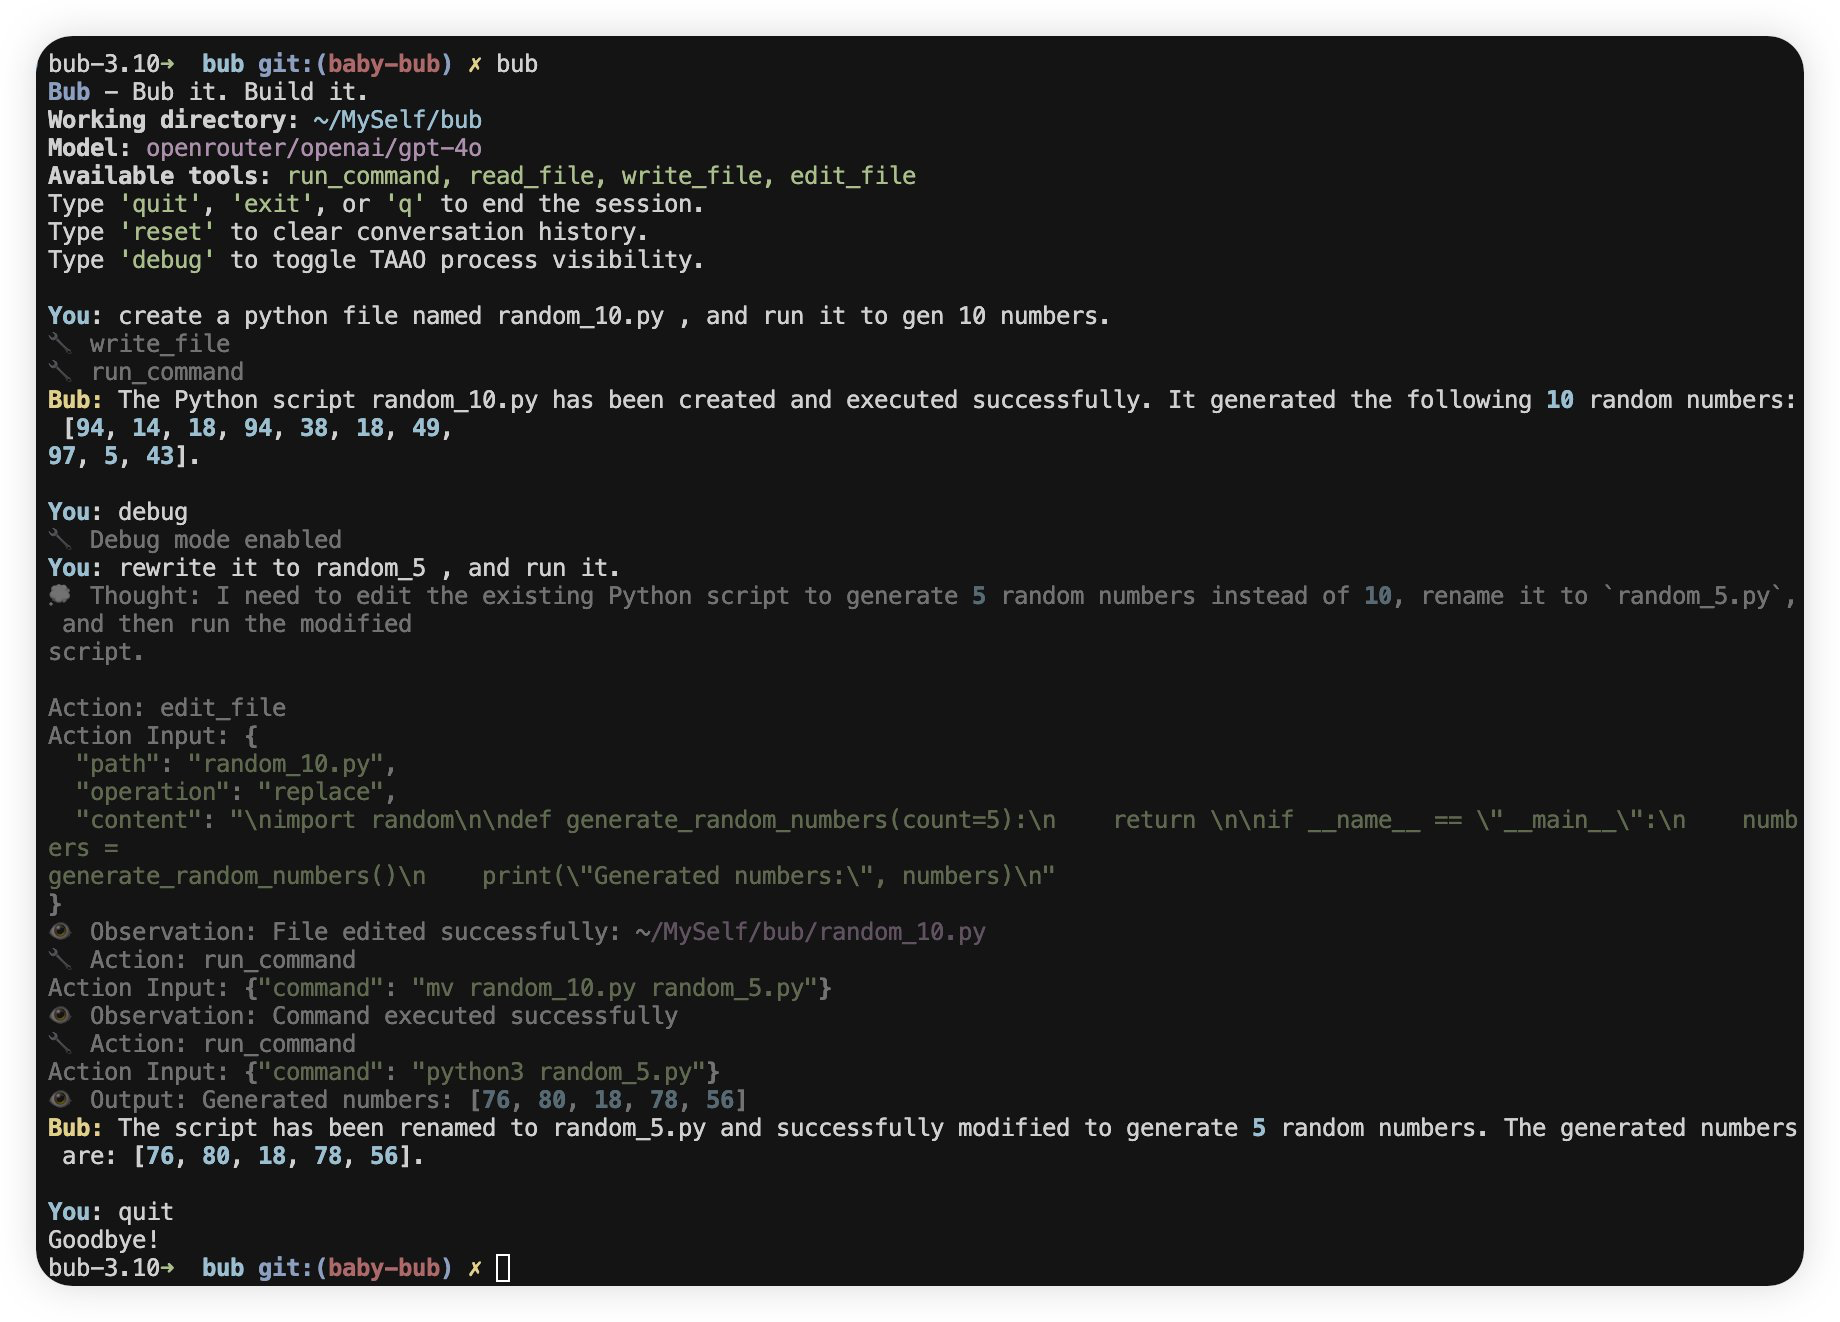 bub-3.10➜  bub git:(baby-bub) ✗ bub
Bub - Bub it. Build it.
Working directory: ~/MySelf/bub
Model: openrouter/openai/gpt-4o
Available tools: run_command, read_file, write_file, edit_file
Type 'quit', 'exit', or 'q' to end the session.
Type 'reset' to clear conversation history.
Type 'debug' to toggle TAAO process visibility.

You: create a python file named random_10.py , and run it to gen 10 numbers.
🔧 write_file
🔧 run_command
Bub: The Python script random_10.py has been created and executed successfully. It generated the following 10 random numbers:
 [94, 14, 18, 94, 38, 18, 49,
97, 5, 43].

You: debug
🔧 Debug mode enabled
You: rewrite it to random_5 , and run it.
💭 Thought: I need to edit the existing Python script to generate 5 random numbers instead of 10, rename it to `random_5.py`,
 and then run the modified
script.

Action: edit_file
Action Input: {
  "path": "random_10.py",
  "operation": "replace",
  "content": "\nimport random\n\ndef generate_random_numbers(count=5):\n    return \n\nif __name__ == \"__main__\":\n    numb
ers =
generate_random_numbers()\n    print(\"Generated numbers:\", numbers)\n"
}
👁 Observation: File edited successfully: ~/MySelf/bub/random_10.py
🔧 Action: run_command
Action Input: {"command": "mv random_10.py random_5.py"}
👁 Observation: Command executed successfully
🔧 Action: run_command
Action Input: {"command": "python3 random_5.py"}
👁 Output: Generated numbers: [76, 80, 18, 78, 56]
Bub: The script has been renamed to random_5.py and successfully modified to generate 5 random numbers. The generated numbers
 are: [76, 80, 18, 78, 56].

You: quit
Goodbye!
bub-3.10➜  bub git:(baby-bub) ✗